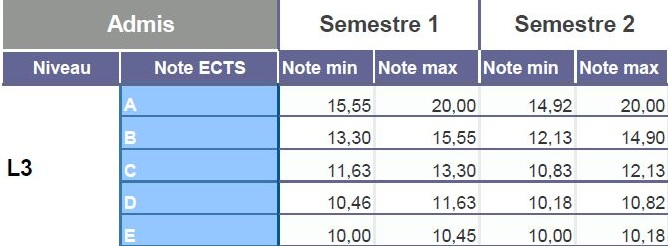 Admis Semestre 1 Semestre 2
Niveau Note ECTS Note min Note max Note min Note max
A 15,55 20,00 14,92 20,00
B 13,30 15,55 12,13 14,90
L3 C 11,63 13,30 10,83 12,13
D 10,46 11,63 10,18 10,82
E 10,00 10,45 10,00 10,18